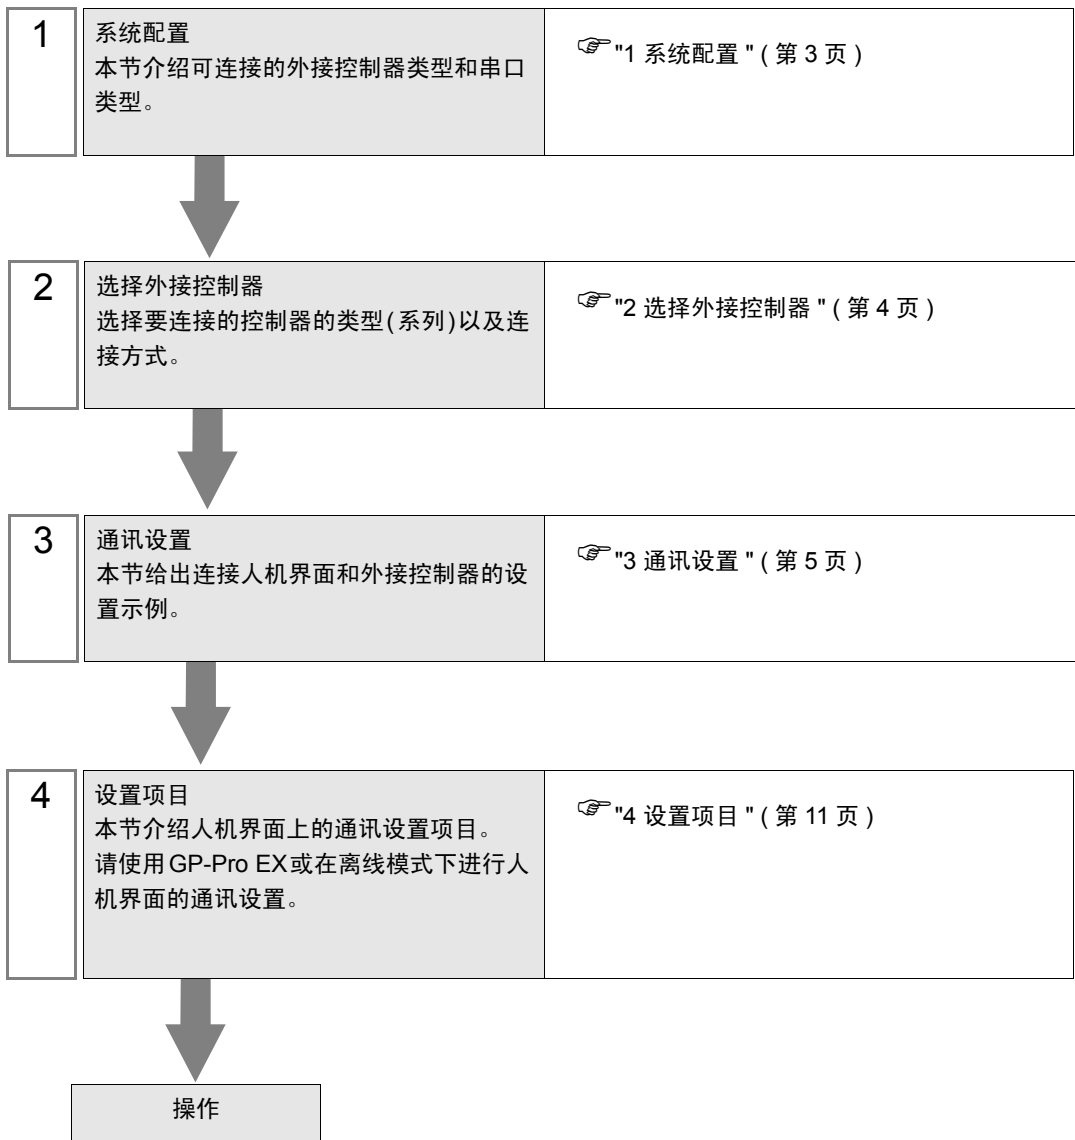 1
系统配置
本节介绍可连接的外接控制器类型和串口
类型。
"1 系统配置 " ( 第 3 页 )
2
选择外接控制器
选择要连接的控制器的类型(系列)以及连
接方式。
"2 选择外接控制器 " ( 第 4 页 )
3
通讯设置
本节给出连接人机界面和外接控制器的设
置示例。
"3 通讯设置 " ( 第 5 页 )
4
设置项目
本节介绍人机界面上的通讯设置项目。
请使用GP-Pro EX或在离线模式下进行人
机界面的通讯设置。
"4 设置项目 " ( 第 11 页 )
操作